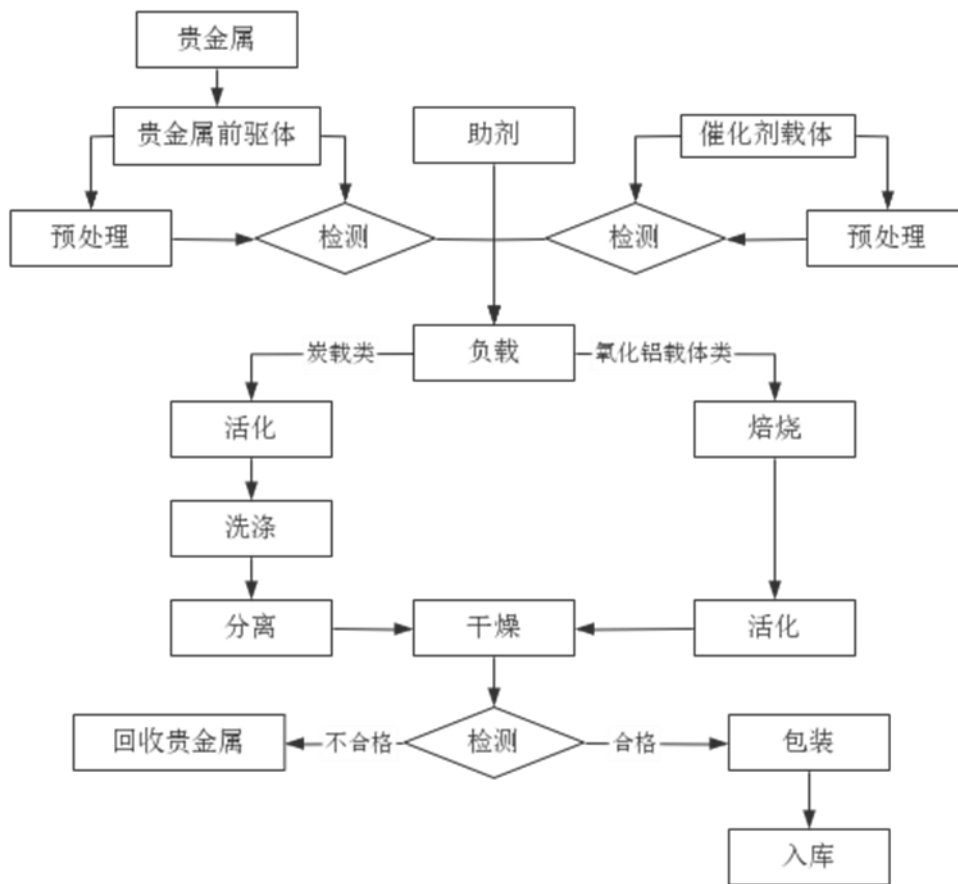 贵金属
贵金属前驱体
助剂
催化剂载体
预处理
检测
检测
预处理
负载
炭载类
氧化铝载体类
活化
焙烧
洗涤
分离
干燥
活化
回收贵金属
不合格
检测
合格
包装
入库